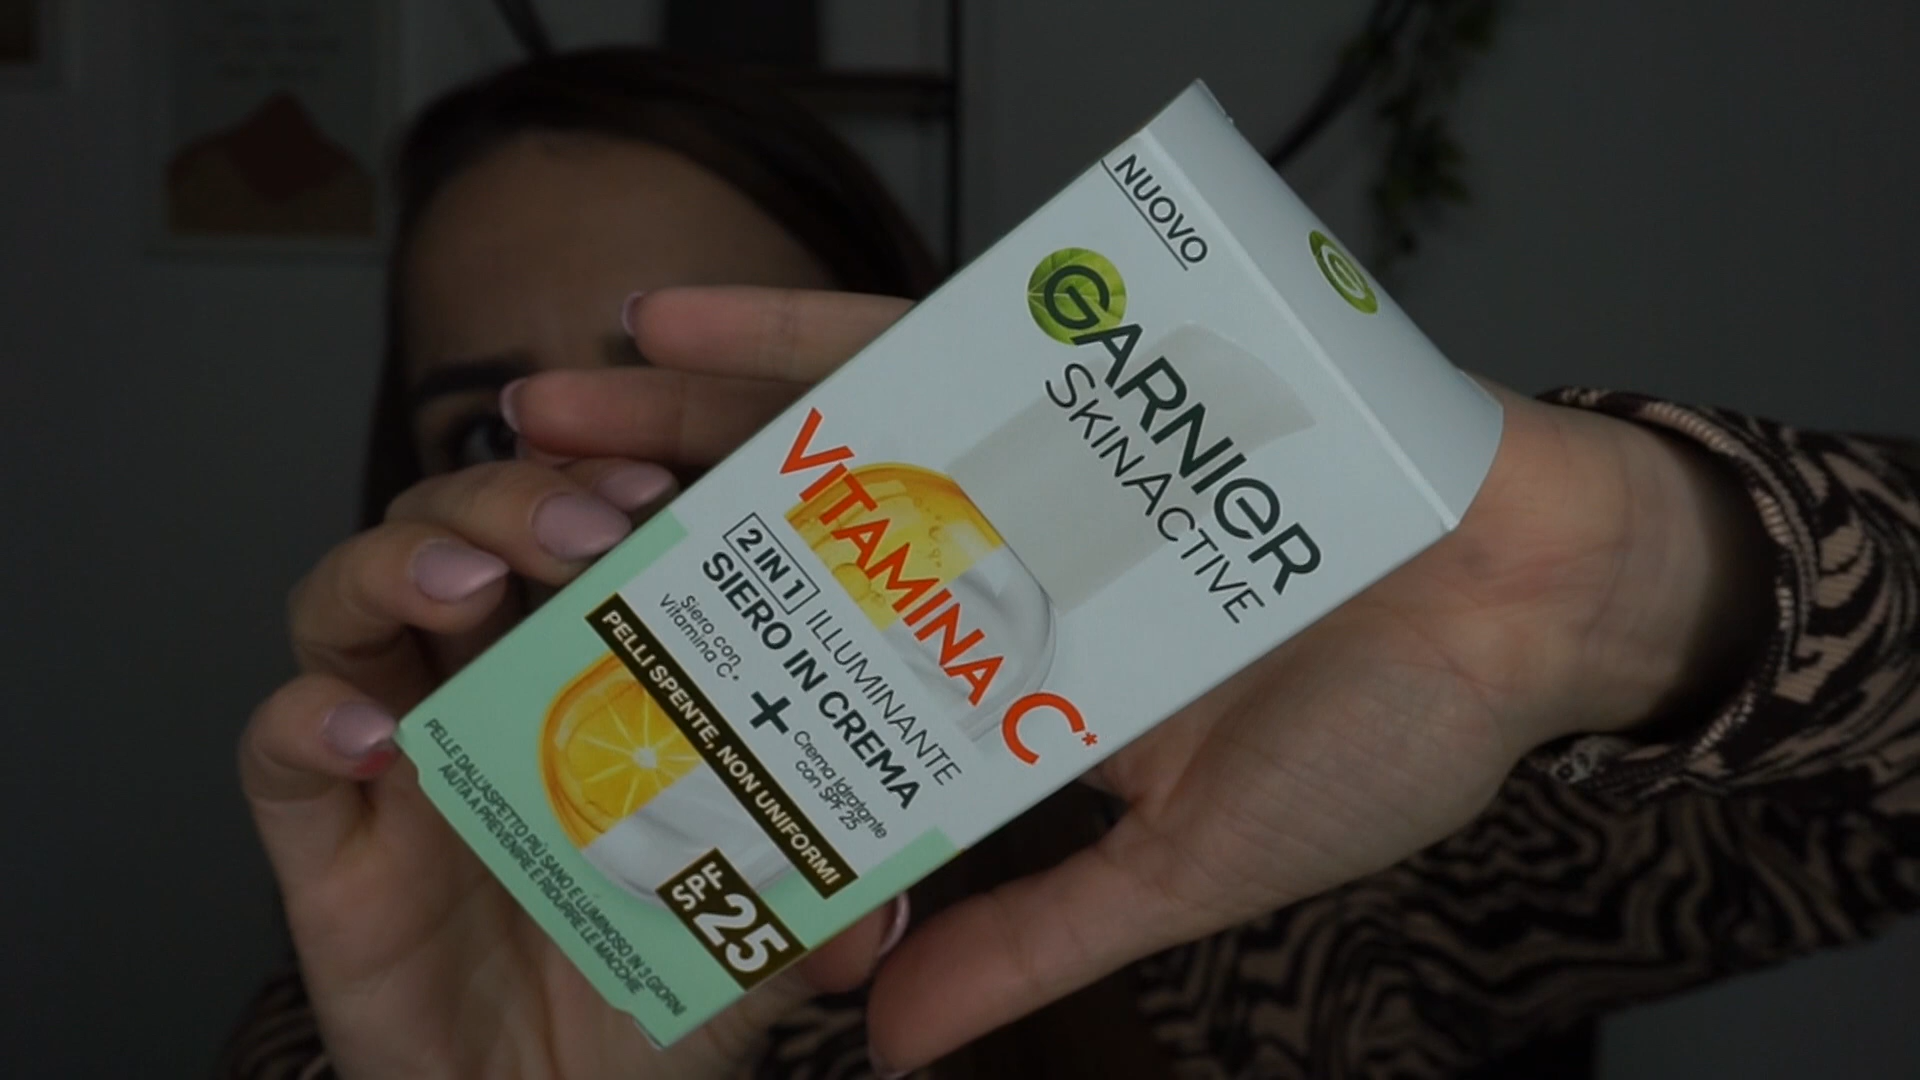 NUOVO
GARNIER
SKINACTIVE
VITAMINA C*
2 IN 1 ILLUMINANTE
SIERO IN CREMA
Siero con
Vitamina C*
+
Crema Idratante
con SPF 25
PELLI SPENTE, NON UNIFORMI
SPF
25
PELLE DALL'ASPETTO PIÙ SANO E LUMINOSO IN 3 GIORNI
AIUTA A PREVENIRE E RIDURRE LE MACCHIE